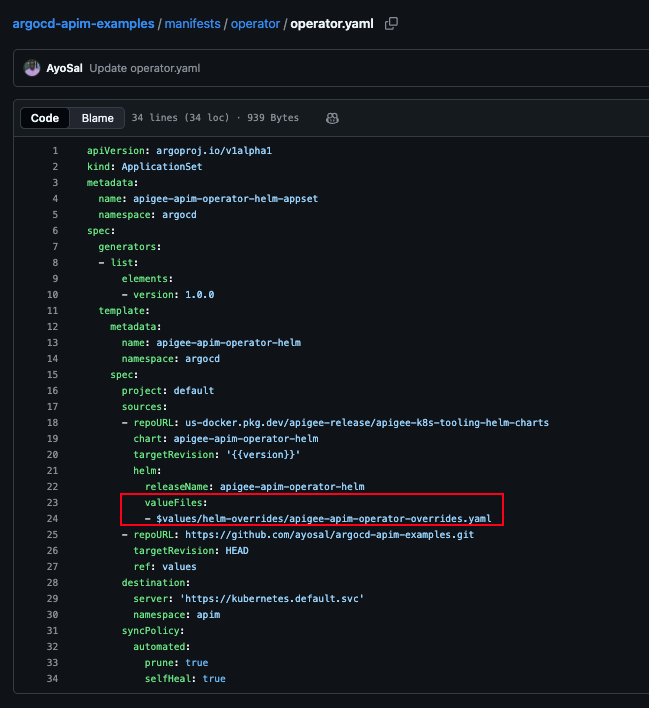 argocd-apim-examples / manifests / operator / operator.yaml
AyoSal Update operator.yaml
Code Blame 34 lines (34 loc) · 939 Bytes
1 apiVersion: argoproj.io/v1alpha1
2 kind: ApplicationSet
3 metadata:
4   name: apigee-apim-operator-helm-appset
5   namespace: argocd
6 spec:
7   generators:
8   - list:
9       elements:
10       - version: 1.0.0
11   template:
12     metadata:
13       name: apigee-apim-operator-helm
14       namespace: argocd
15     spec:
16       project: default
17       sources:
18       - repoURL: us-docker.pkg.dev/apigee-release/apigee-k8s-tooling-helm-charts
19         chart: apigee-apim-operator-helm
20         targetRevision: '{{version}}'
21         helm:
22           releaseName: apigee-apim-operator-helm
23           valueFiles:
24           - $values/helm-overrides/apigee-apim-operator-overrides.yaml
25       - repoURL: https://github.com/ayosal/argocd-apim-examples.git
26         targetRevision: HEAD
27         ref: values
28       destination:
29         server: 'https://kubernetes.default.svc'
30         namespace: apim
31       syncPolicy:
32         automated:
33           prune: true
34           selfHeal: true